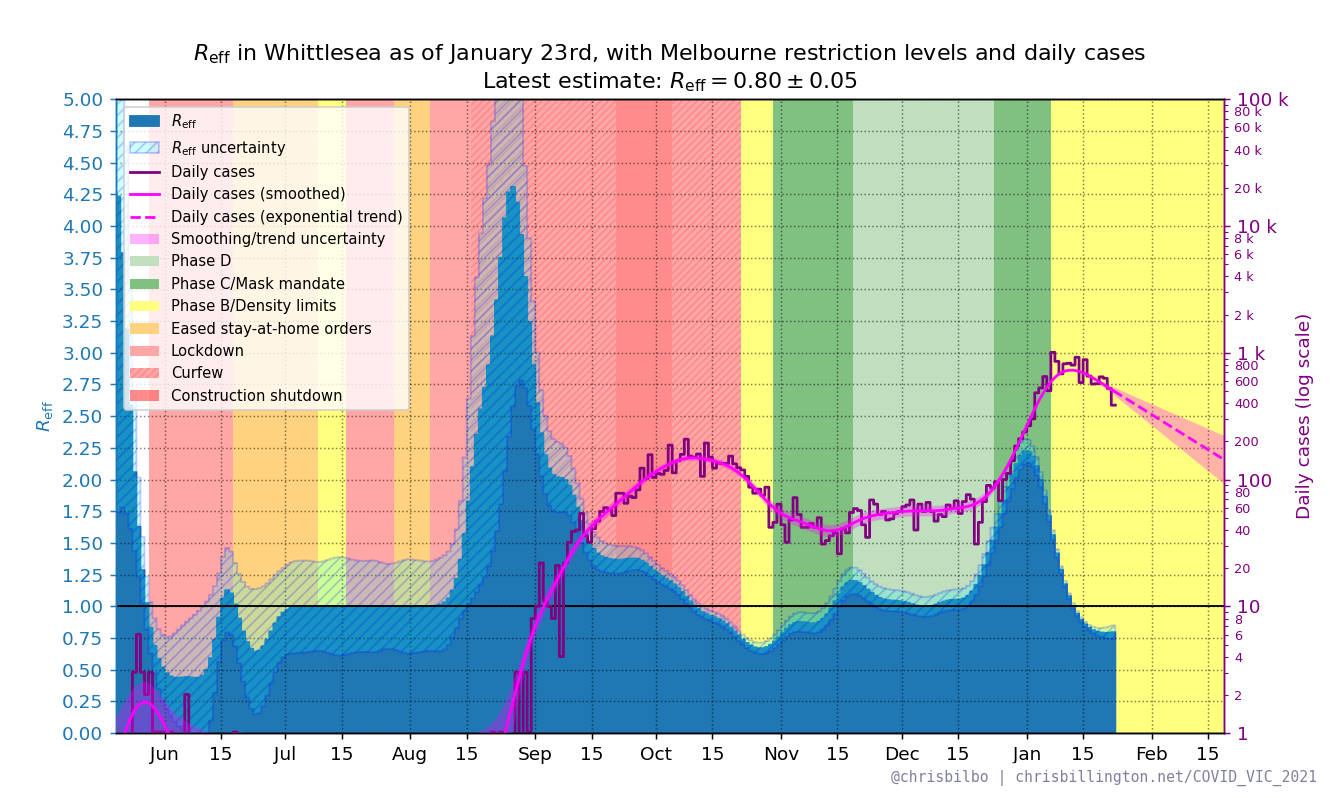 R_eff in Whittlesea as of January 23rd, with Melbourne restriction levels and daily cases
Latest estimate: R_eff = 0.80 ± 0.05
R_eff
5.00
4.75
4.50
4.25
4.00
3.75
3.50
3.25
3.00
2.75
2.50
2.25
2.00
1.75
1.50
1.25
1.00
0.75
0.50
0.25
0.00
R_eff
R_eff uncertainty
Daily cases
Daily cases (smoothed)
Daily cases (exponential trend)
Smoothing/trend uncertainty
Phase D
Phase C/Mask mandate
Phase B/Density limits
Eased stay-at-home orders
Lockdown
Curfew
Construction shutdown
100 k
80 k
60 k
40 k
20 k
10 k
8 k
6 k
4 k
2 k
1 k
800
600
400
200
100
80
60
40
20
10
8
6
4
2
1
Daily cases (log scale)
Jun 15 Jul 15 Aug 15 Sep 15 Oct 15 Nov 15 Dec 15 Jan 15 Feb 15
@chrisbilbo | chrisbillington.net/COVID_VIC_2021